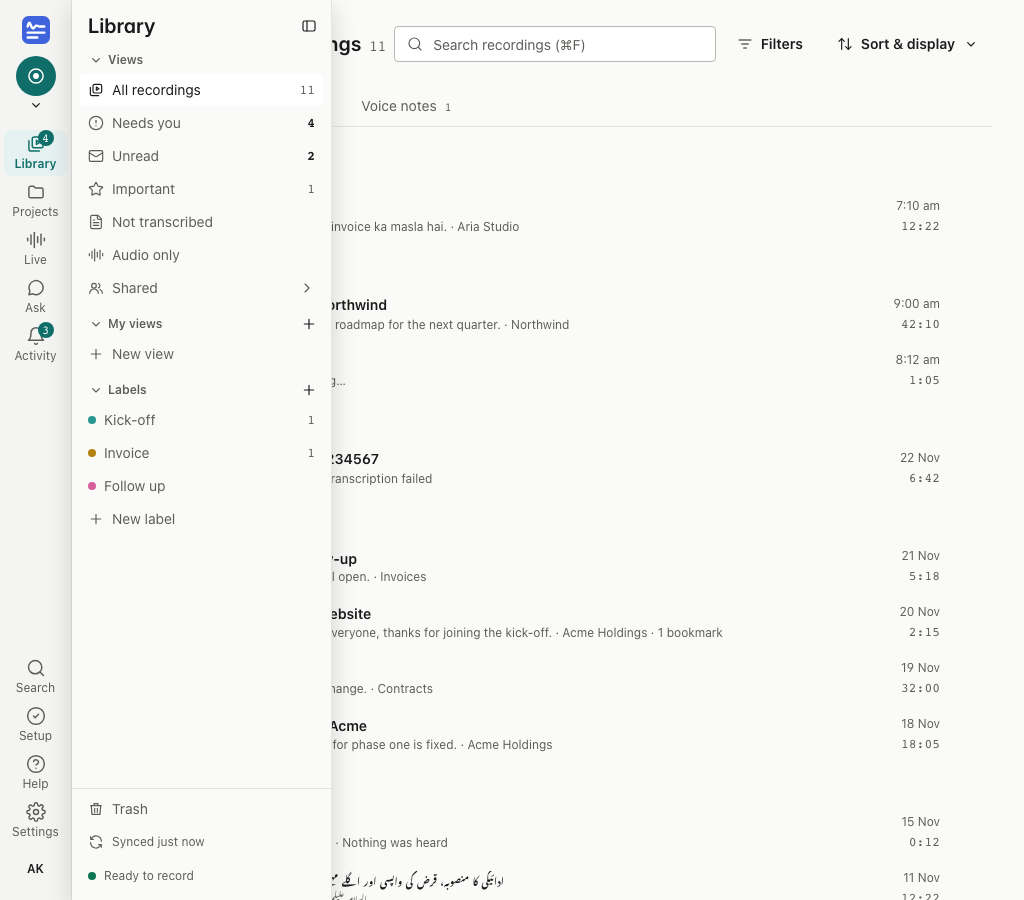 4
Library
Projects
Live
Ask
3
Activity
Search
Setup
Help
Settings
AK
Library
Views
All recordings 11
Needs you 4
Unread 2
Important 1
Not transcribed
Audio only
Shared
My views
New view
Labels
Kick-off 1
Invoice 1
Follow up
New label
Trash
Synced just now
Ready to record
ngs 11
Search recordings (⌘F)
Filters
Sort & display
Voice notes 1
7:10 am
invoice ka masla hai. · Aria Studio 12:22
orthwind 9:00 am
roadmap for the next quarter. · Northwind 42:10
8:12 am
g… 1:05
234567 22 Nov
ranscription failed 6:42
-up 21 Nov
l open. · Invoices 5:18
ebsite 20 Nov
veryone, thanks for joining the kick-off. · Acme Holdings · 1 bookmark 2:15
19 Nov
hange. · Contracts 32:00
Acme 18 Nov
for phase one is fixed. · Acme Holdings 18:05
15 Nov
· Nothing was heard 0:12
ادائیگی کا منصوبہ، قرض کی واپسی اور اگلے 11 Nov
12:22